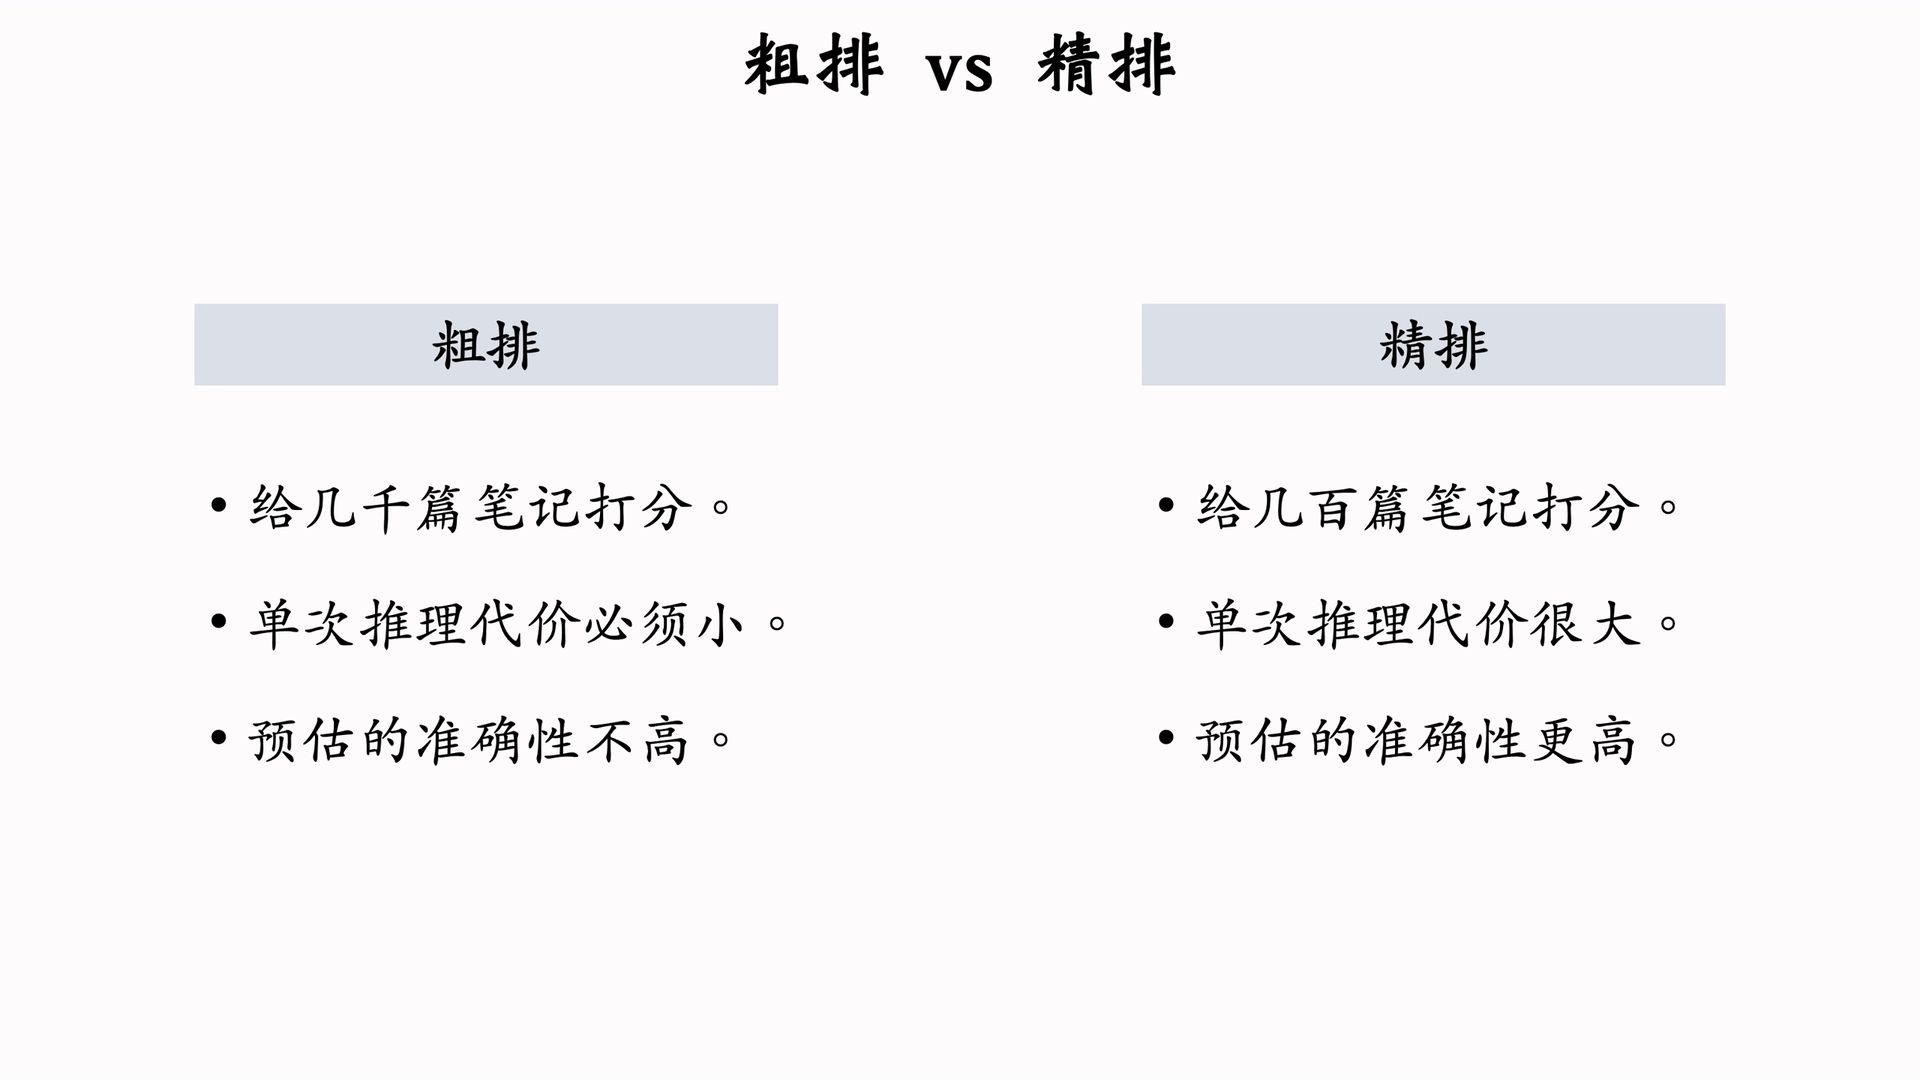 粗排 vs 精排
粗排
• 给几千篇笔记打分。
• 单次推理代价必须小。
• 预估的准确性不高。
精排
• 给几百篇笔记打分。
• 单次推理代价很大。
• 预估的准确性更高。